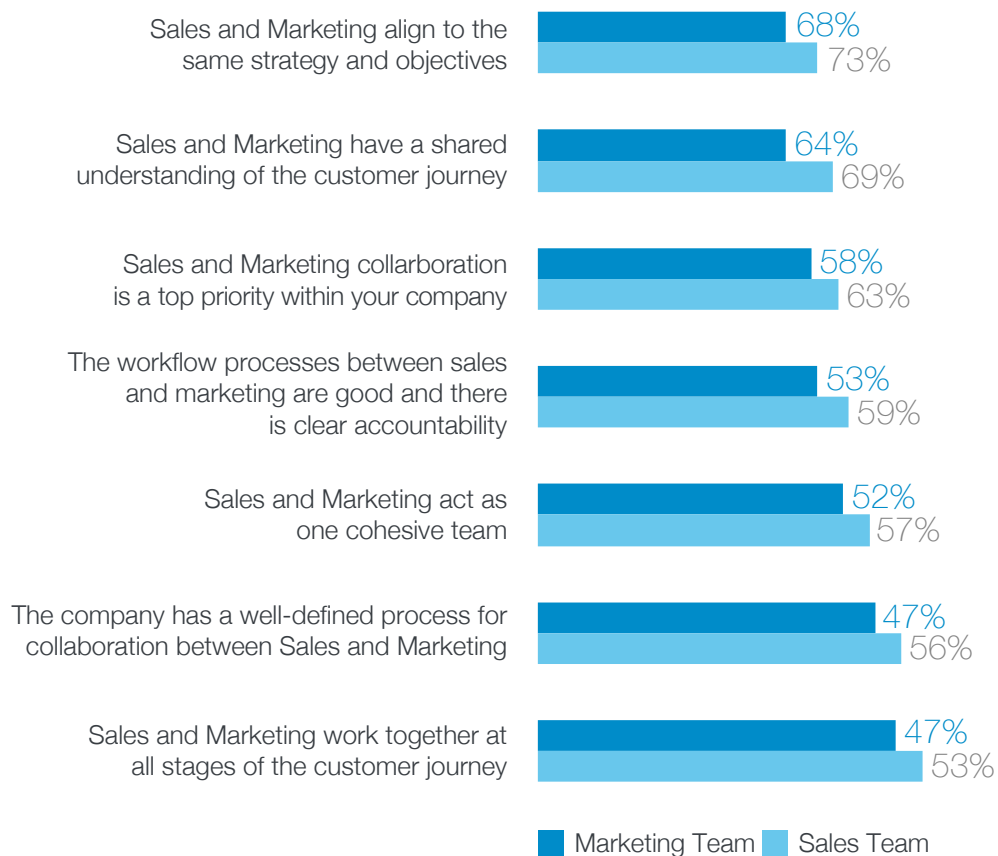 Sales and Marketing align to the
same strategy and objectives
68%
73%
Sales and Marketing have a shared
understanding of the customer journey
64%
69%
Sales and Marketing collarboration
is a top priority within your company
58%
63%
The workflow processes between sales
and marketing are good and there
is clear accountability
53%
59%
Sales and Marketing act as
one cohesive team
52%
57%
The company has a well-defined process for
collaboration between Sales and Marketing
47%
56%
Sales and Marketing work together at
all stages of the customer journey
47%
53%
Marketing Team Sales Team